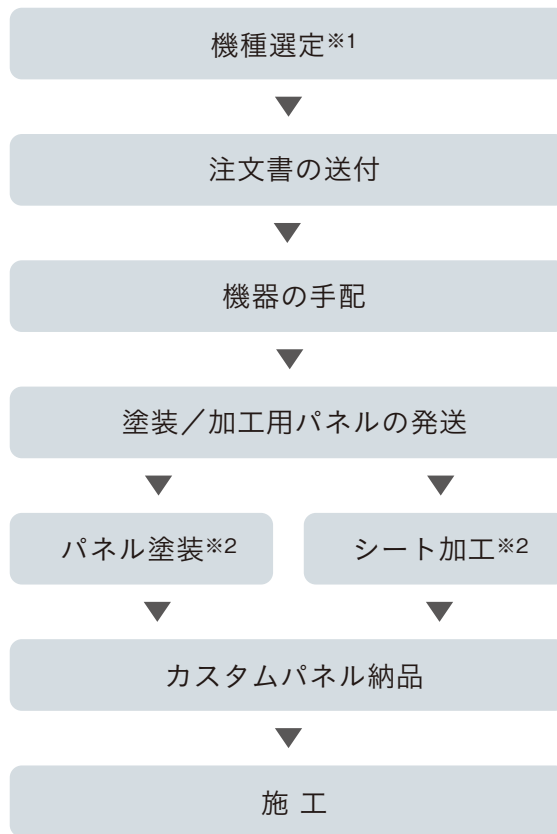 機種選定※1
注文書の送付
機器の手配
塗装／加工用パネルの発送
パネル塗装※2
シート加工※2
カスタムパネル納品
施 工